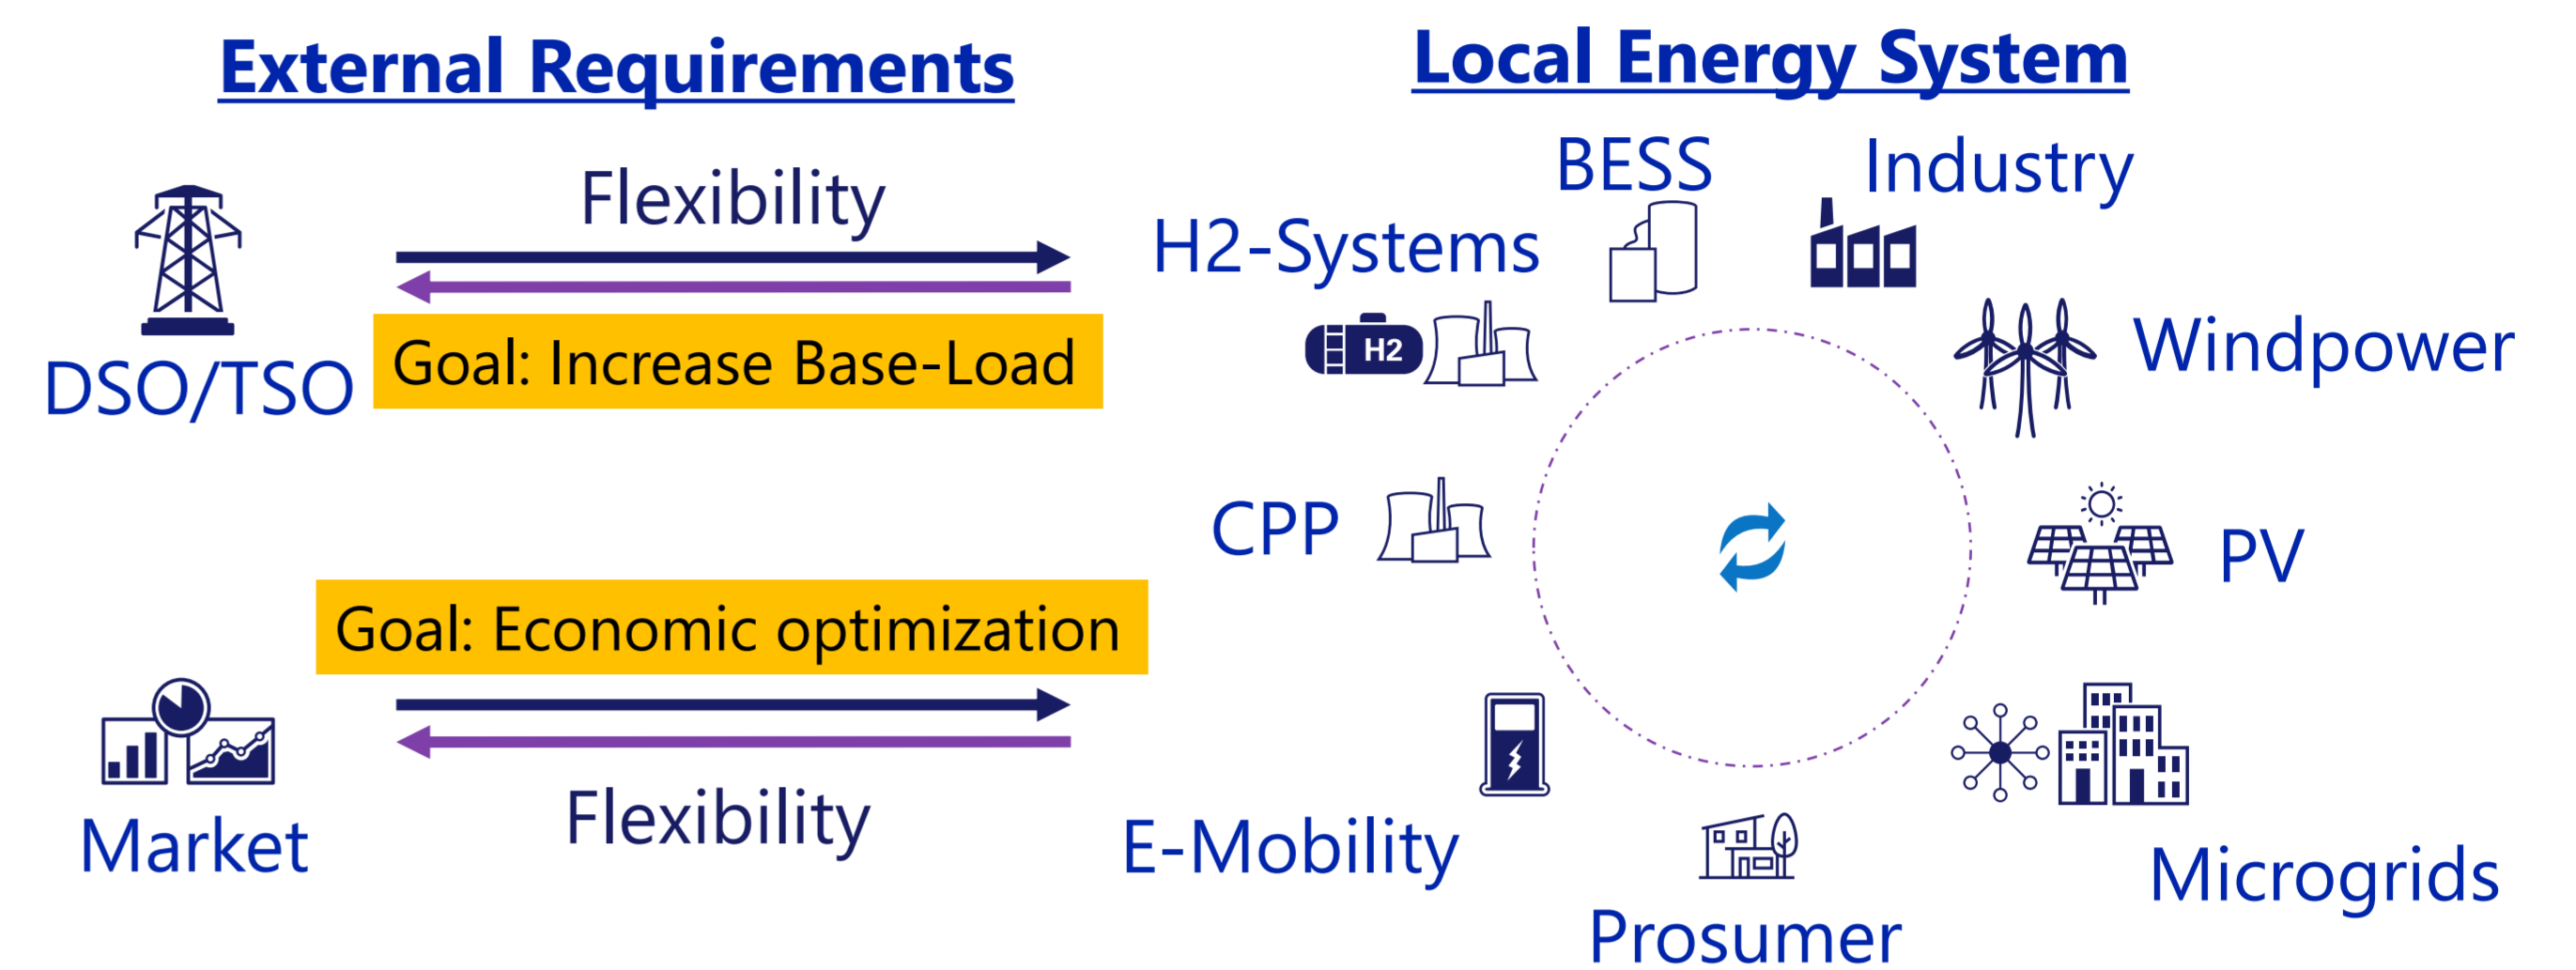 External Requirements
Flexibility
DSO/TSO
Goal: Increase Base-Load
Goal: Economic optimization
Market
Flexibility
Local Energy System
BESS
Industry
H2-Systems
H2
Windpower
CPP
PV
E-Mobility
Microgrids
Prosumer